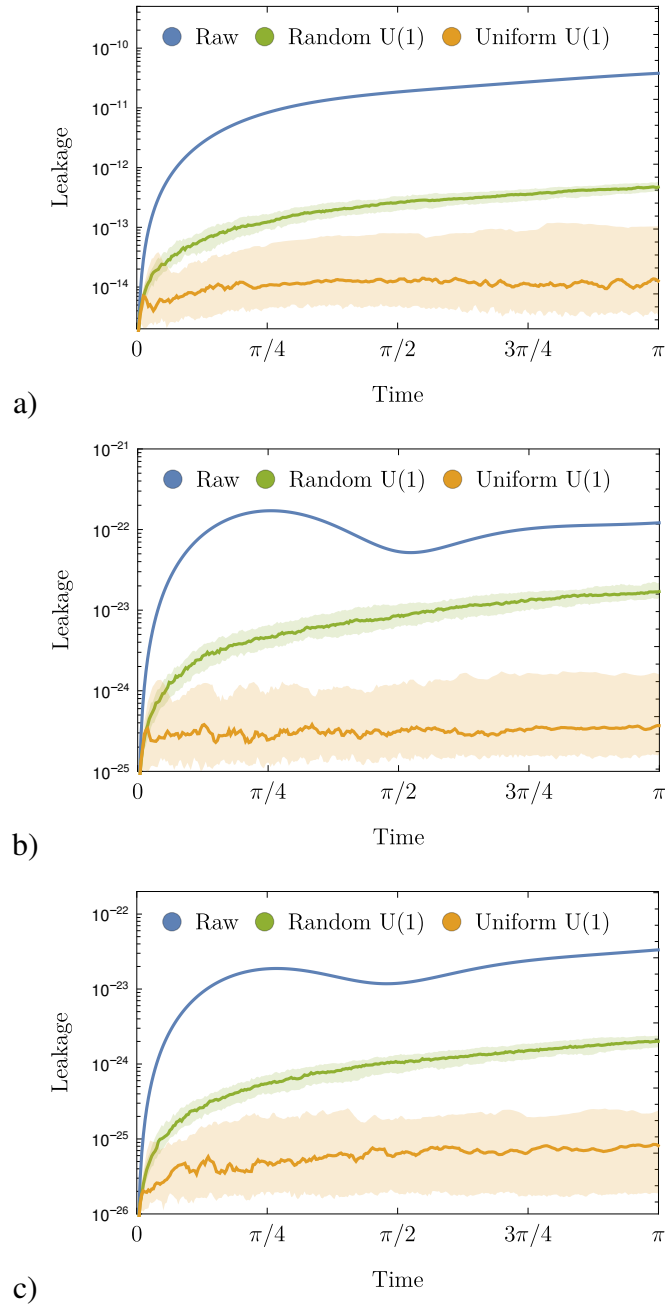 Raw Random U(1) Uniform U(1)
Leakage
10⁻¹⁰
10⁻¹¹
10⁻¹²
10⁻¹³
10⁻¹⁴
0 π/4 π/2 3π/4 π
Time
a)
Raw Random U(1) Uniform U(1)
Leakage
10⁻²¹
10⁻²²
10⁻²³
10⁻²⁴
10⁻²⁵
0 π/4 π/2 3π/4 π
Time
b)
Raw Random U(1) Uniform U(1)
Leakage
10⁻²²
10⁻²³
10⁻²⁴
10⁻²⁵
10⁻²⁶
0 π/4 π/2 3π/4 π
Time
c)